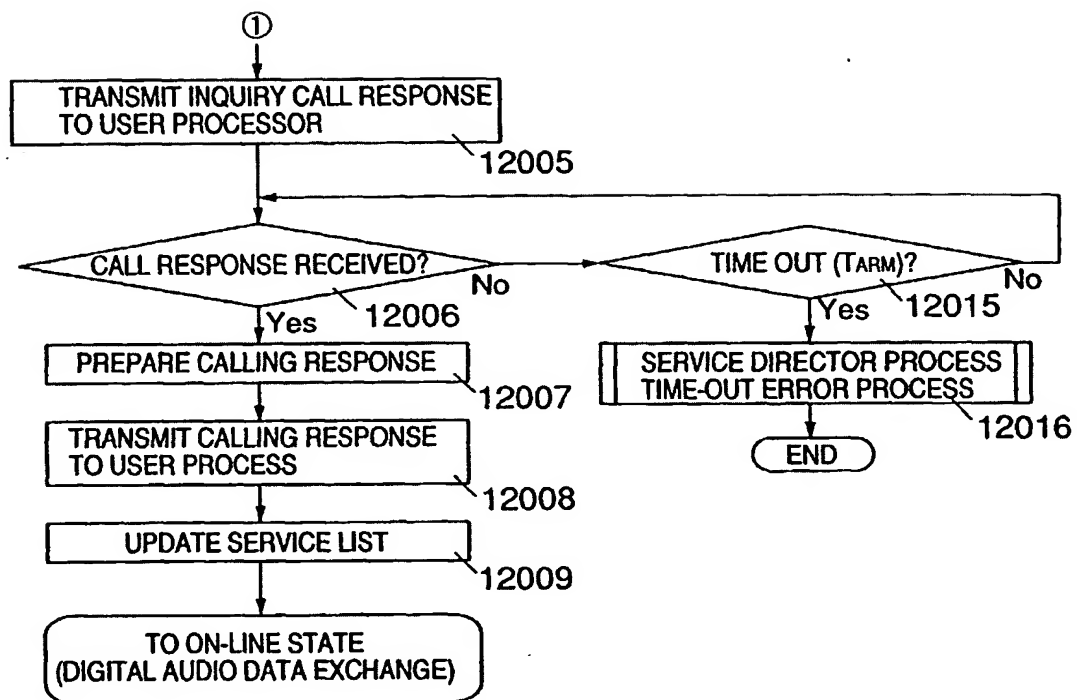 ①
TRANSMIT INQUIRY CALL RESPONSE
TO USER PROCESSOR
12005
CALL RESPONSE RECEIVED?
No
12006
Yes
TIME OUT (TARM)?
No
12015
Yes
PREPARE CALLING RESPONSE
12007
SERVICE DIRECTOR PROCESS
TIME-OUT ERROR PROCESS
12016
END
TRANSMIT CALLING RESPONSE
TO USER PROCESS
12008
UPDATE SERVICE LIST
12009
TO ON-LINE STATE
(DIGITAL AUDIO DATA EXCHANGE)